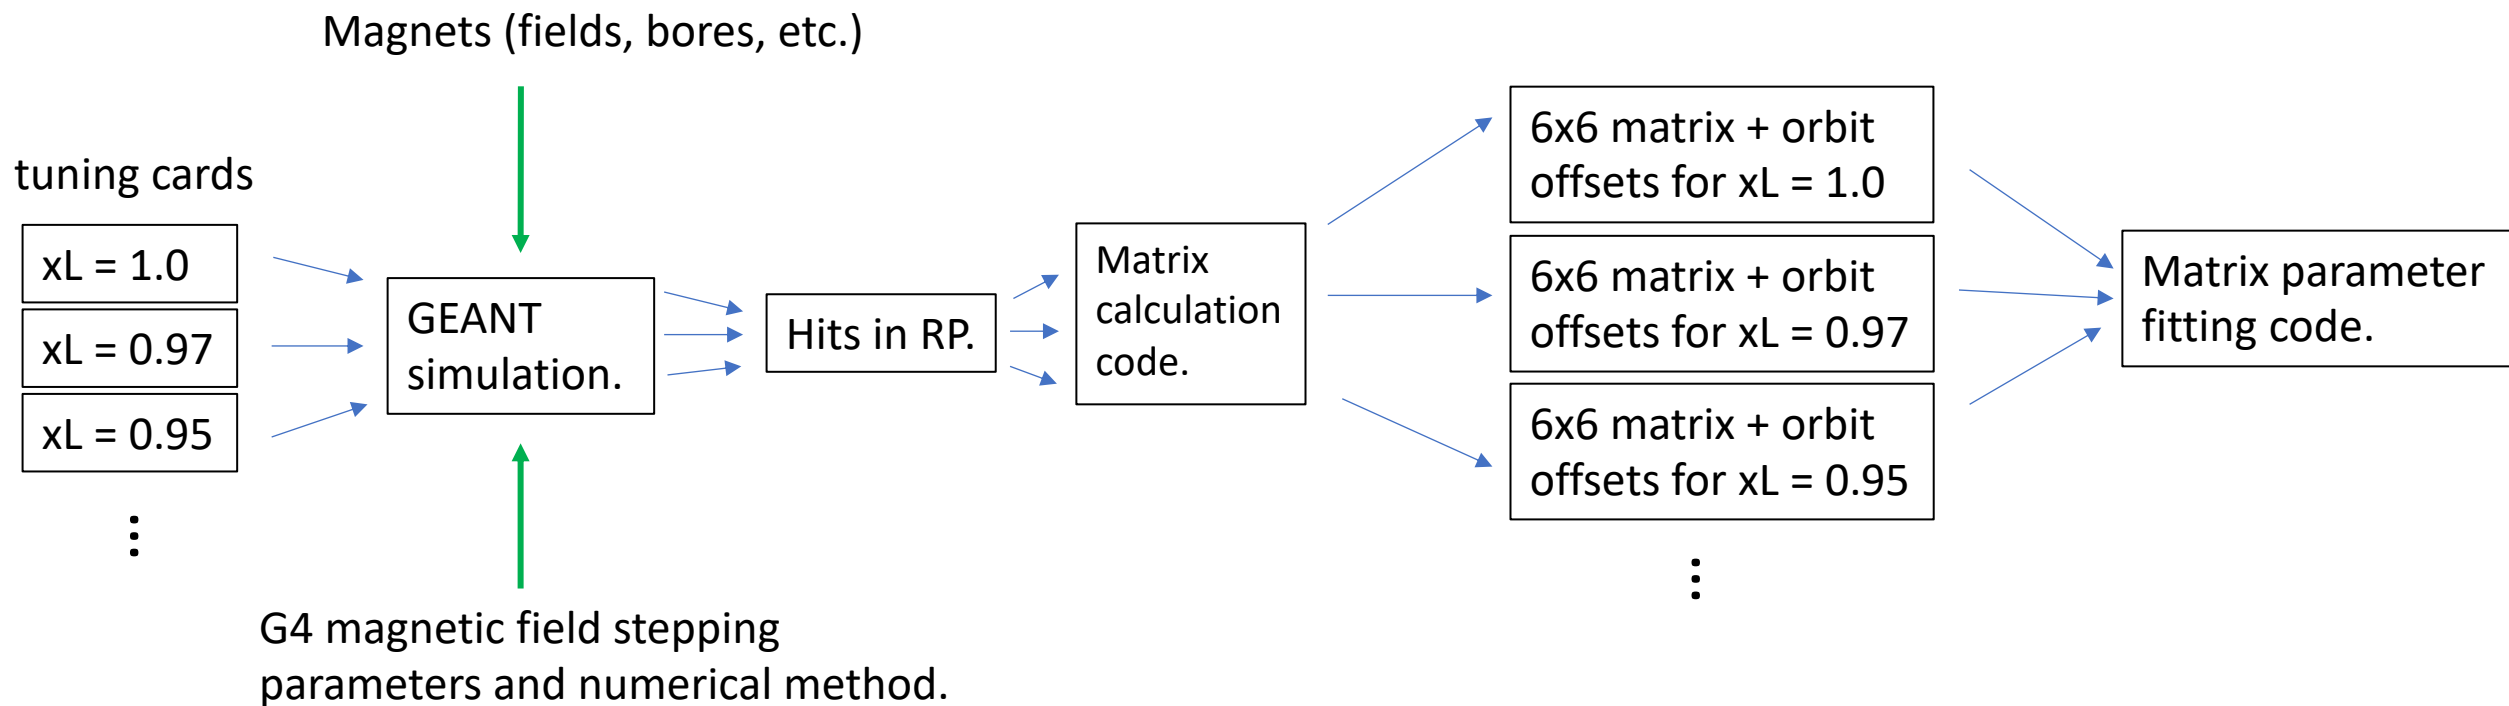 Magnets (fields, bores, etc.)
tuning cards
xL = 1.0
xL = 0.97
xL = 0.95
GEANT
simulation.
G4 magnetic field stepping
parameters and numerical method.
Hits in RP.
Matrix
calculation
code.
6x6 matrix + orbit
offsets for xL = 1.0
6x6 matrix + orbit
offsets for xL = 0.97
6x6 matrix + orbit
offsets for xL = 0.95
Matrix parameter
fitting code.